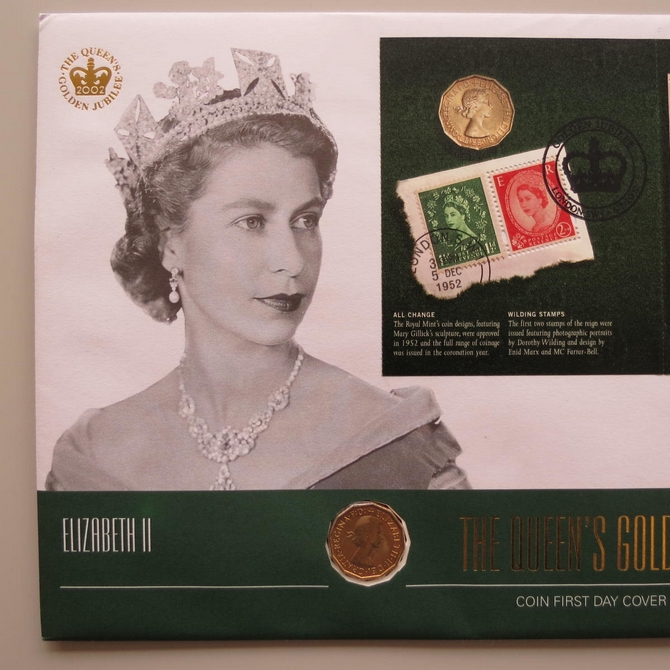 THE QUEEN'S
2002
GOLDEN JUBILEE
E R
LONDON
5 DEC
1952
ALL CHANGE
The Royal Mint's coin designs, featuring
Mary Gillick's sculpture, were approved
in 1952 and the full range of coinage
was issued in the coronation year.
WILDING STAMPS
The first two stamps of the reign were
issued featuring photographic portraits
by Dorothy Wilding and design by
Enid Marx and MC Farrar-Bell.
ELIZABETH II
THE QUEEN'S GOLD
COIN FIRST DAY COVER